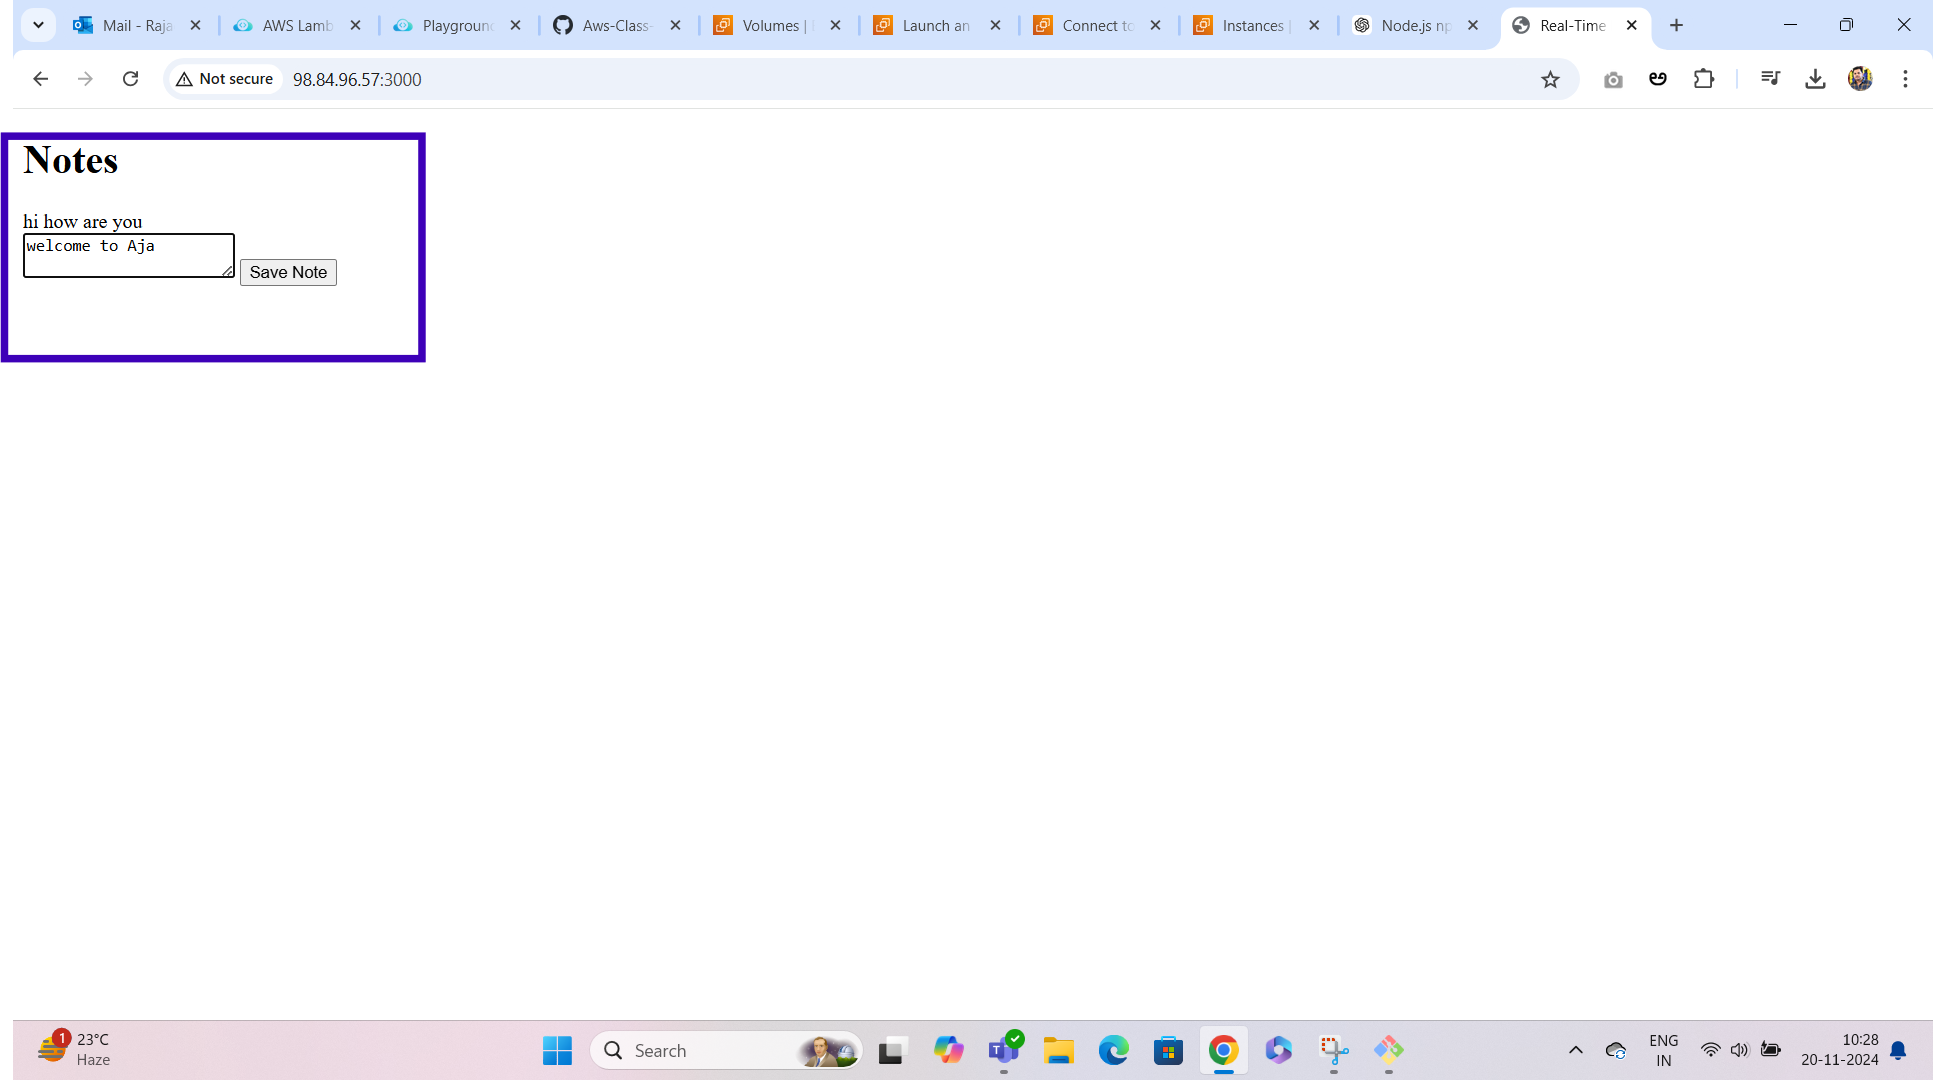 Mail - Raja
AWS Lamb
Playground
Aws-Class-
Volumes |
Launch an
Connect to
Instances |
Node.js np
Real-Time
Not secure
98.84.96.57:3000
Notes
hi how are you
welcome to Aja
Save Note
1
23°C
Haze
Search
ENG
IN
10:28
20-11-2024